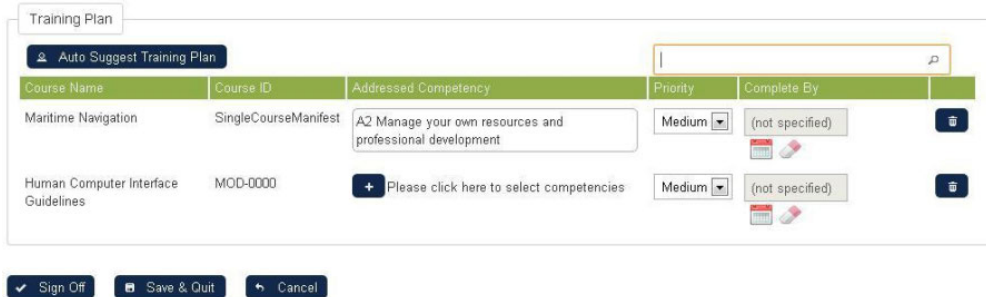 Training Plan
Auto Suggest Training Plan
Course Name Course ID Addressed Competency Priority Complete By
Maritime Navigation SingleCourseManifest A2 Manage your own resources and professional development Medium (not specified)
Human Computer Interface Guidelines MOD-0000 Please click here to select competencies Medium (not specified)
Sign Off Save & Quit Cancel